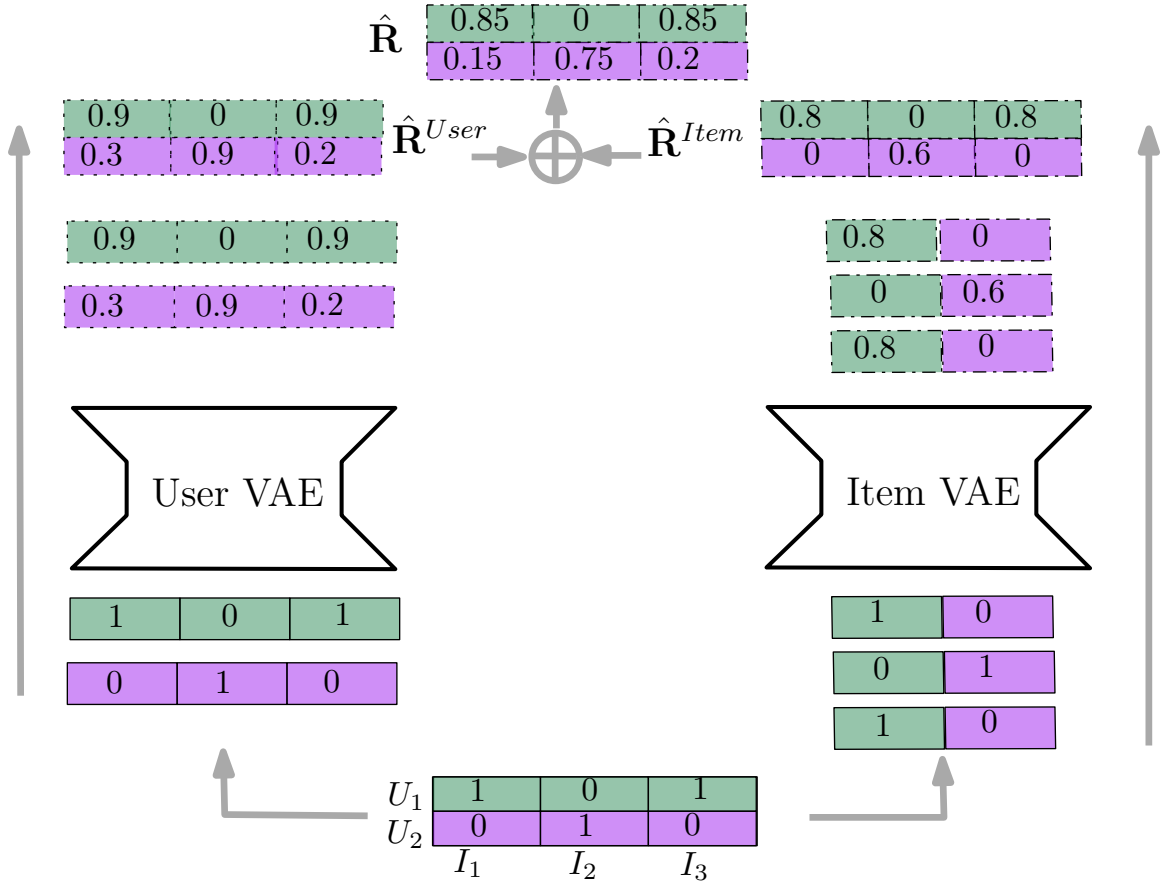 R̂ 0.85 0 0.85
0.15 0.75 0.2
0.9 0 0.9
0.3 0.9 0.2
R̂^{User}
R̂^{Item}
0.8 0 0.8
0 0.6 0
0.9 0 0.9
0.3 0.9 0.2
0.8 0
0 0.6
0.8 0
User VAE
Item VAE
1 0 1
0 1 0
1 0
0 1
1 0
U₁ 1 0 1
U₂ 0 1 0
I₁ I₂ I₃